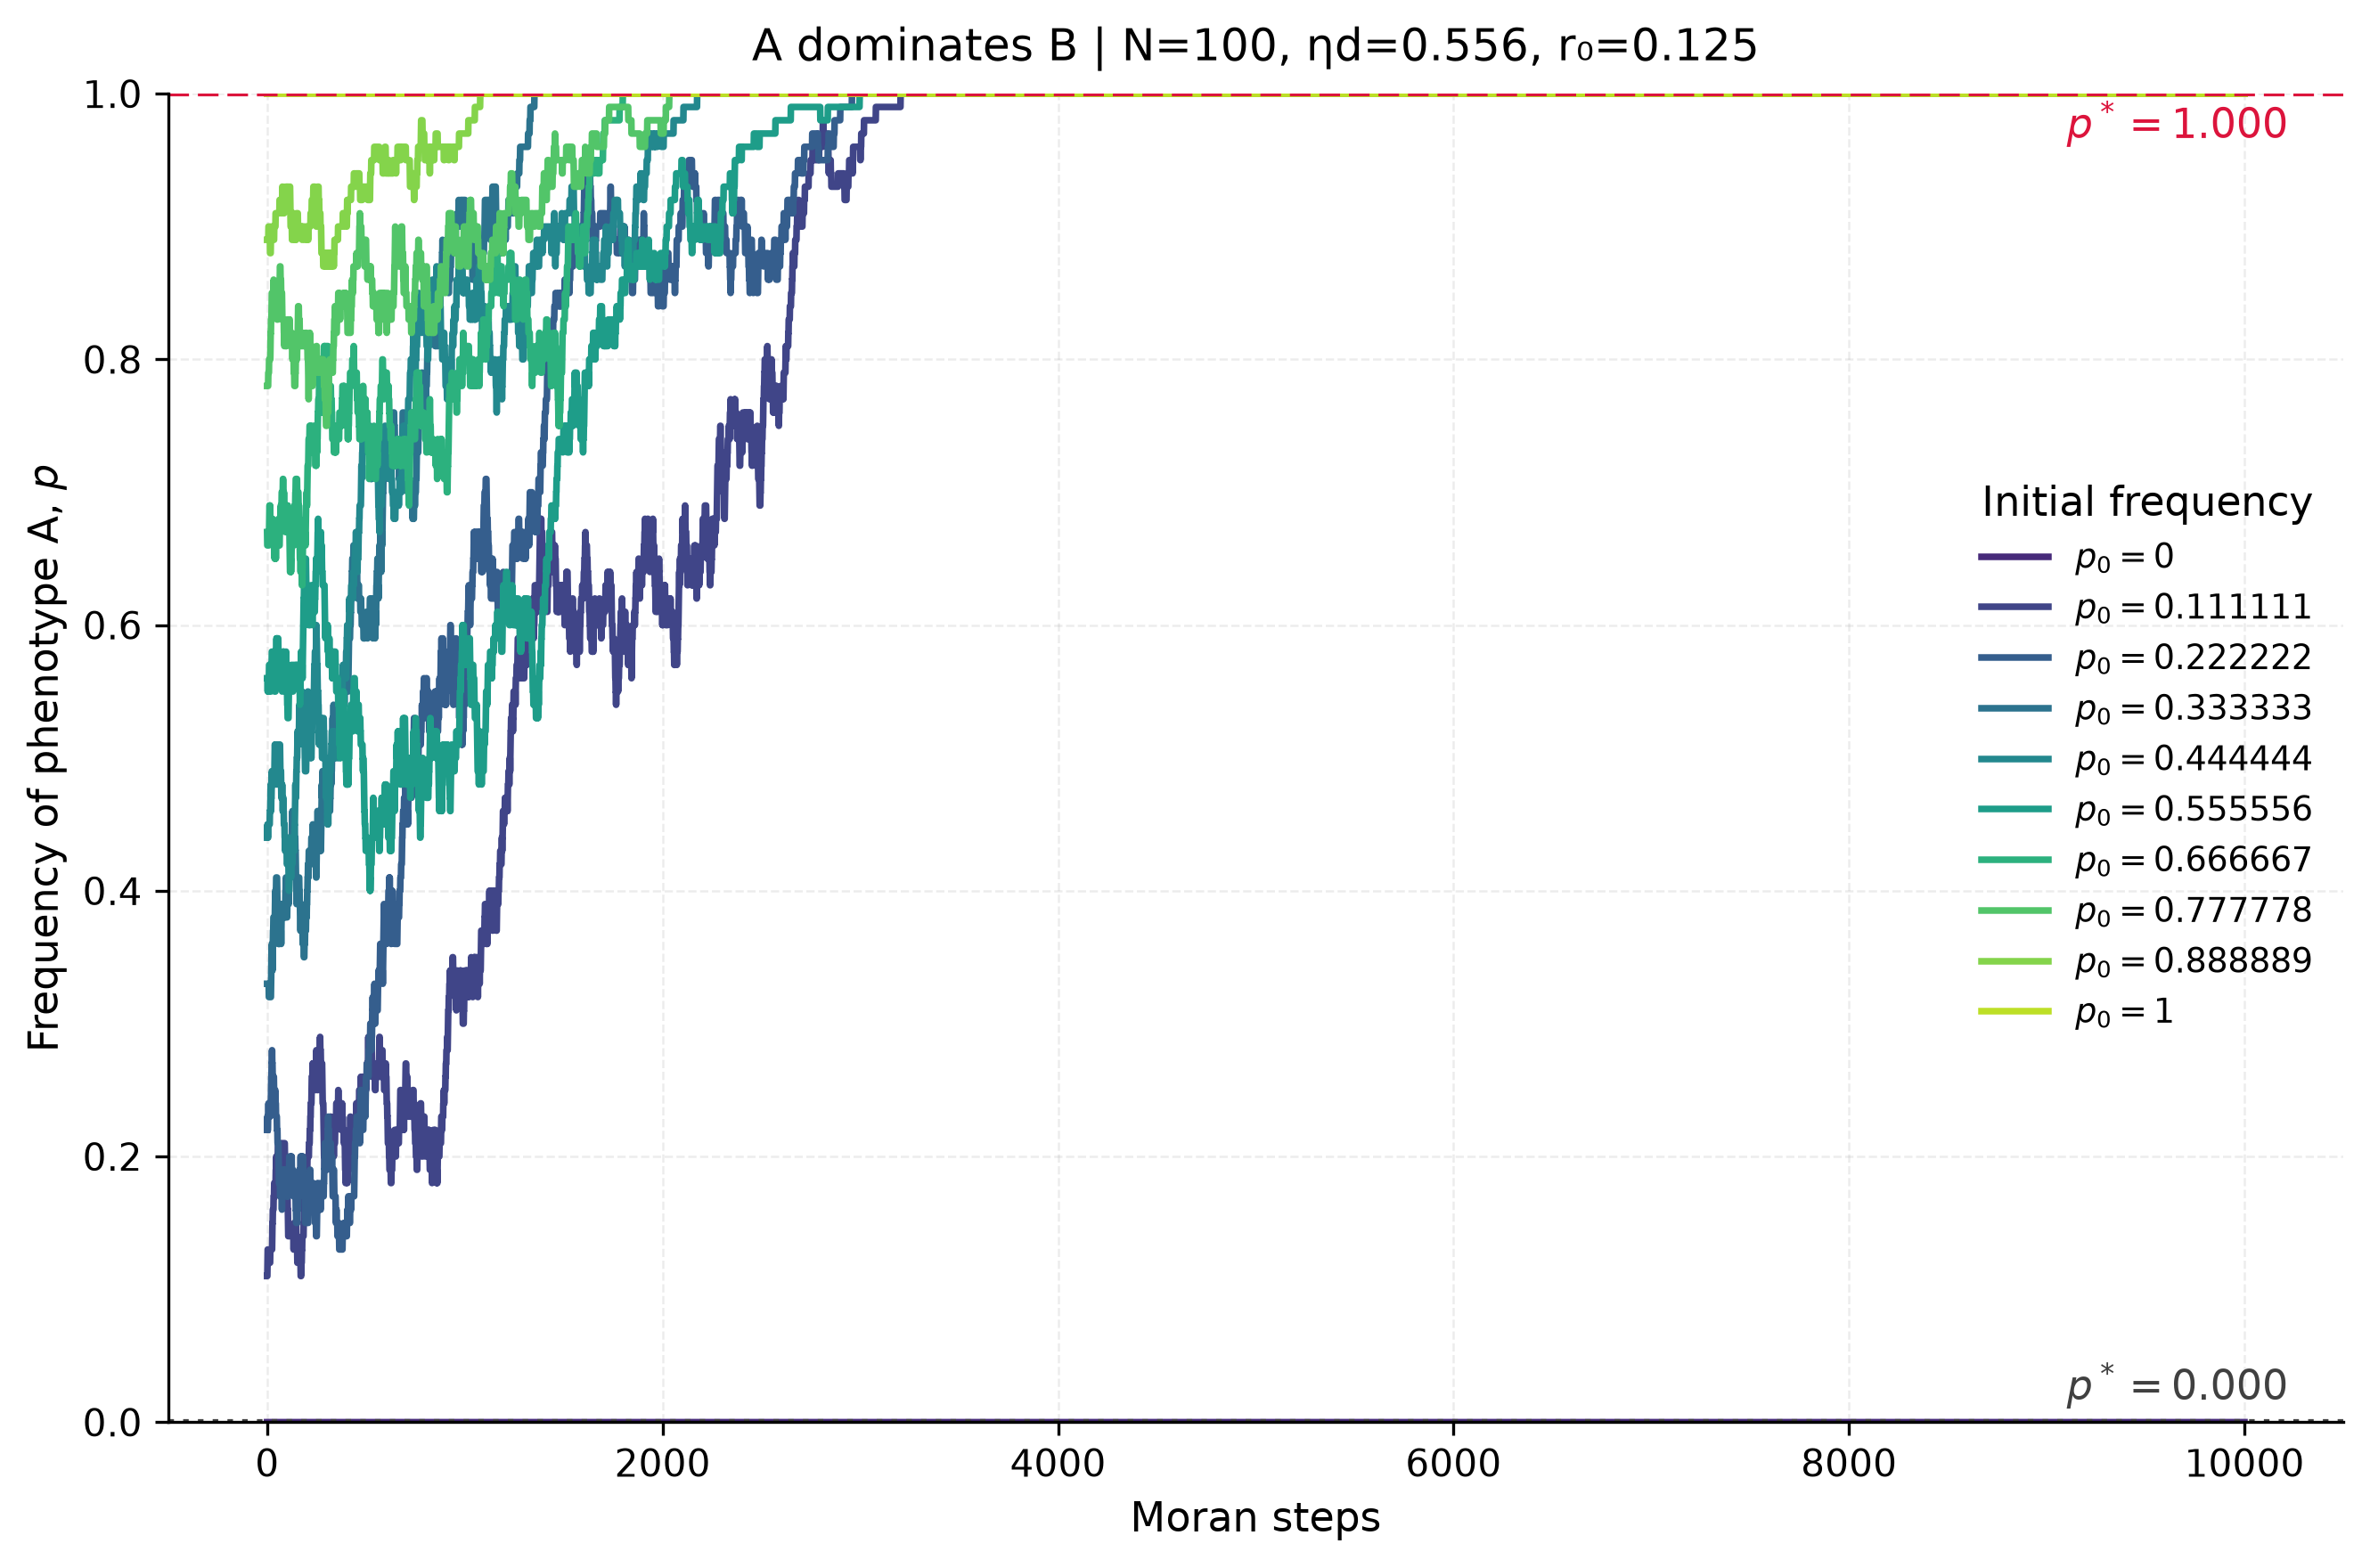 A dominates B | N=100, ηd=0.556, r₀=0.125
1.0
p* = 1.000
0.8
Initial frequency
p₀ = 0
p₀ = 0.111111
0.6
p₀ = 0.222222
p₀ = 0.333333
p₀ = 0.444444
p₀ = 0.555556
p₀ = 0.666667
0.4
p₀ = 0.777778
p₀ = 0.888889
p₀ = 1
0.2
p* = 0.000
0.0
Frequency of phenotype A, p
0 2000 4000 6000 8000 10000
Moran steps